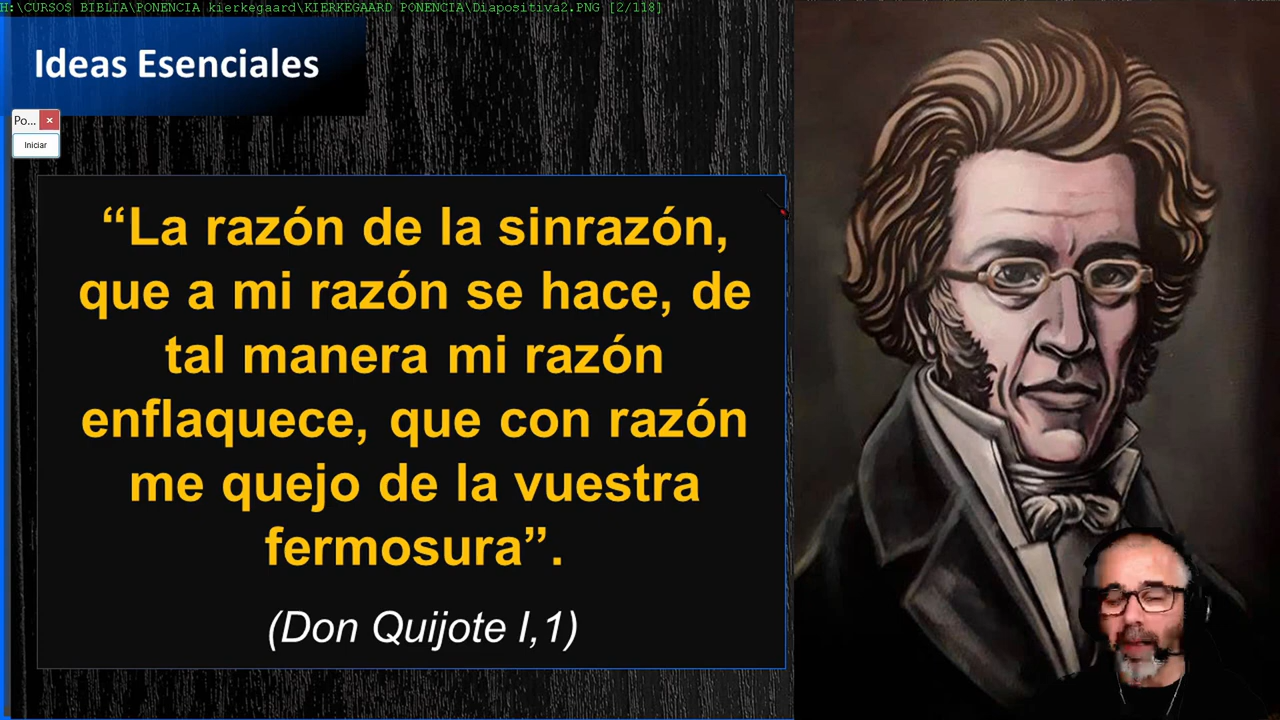 H:\CURSOS BIBLIA\PONENCIA kierkegaard\KIERKEGAARD PONENCIA\Diapositiva2.PNG [2/118]
Ideas Esenciales
Po...
Iniciar
“La razón de la sinrazón,
que a mi razón se hace, de
tal manera mi razón
enflaquece, que con razón
me quejo de la vuestra
fermosura”.
(Don Quijote I,1)